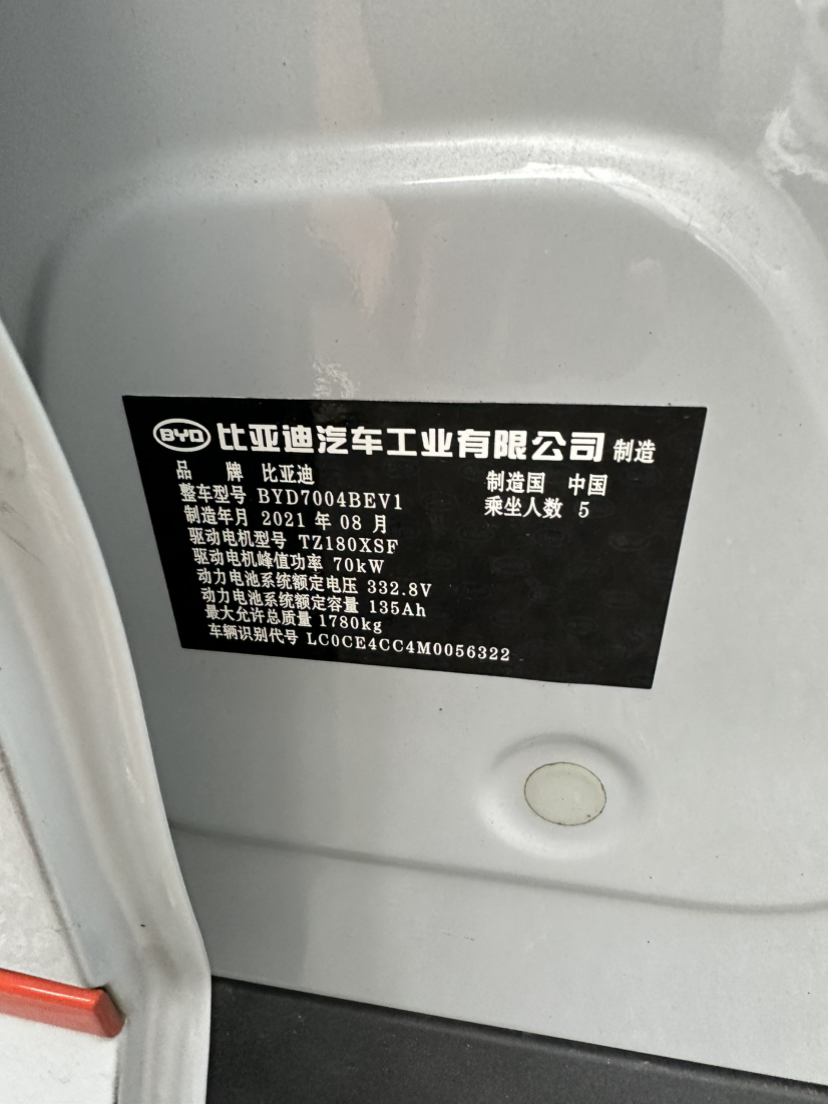 BYD 比亚迪汽车工业有限公司 制造
品 牌 比亚迪 制造国 中国
整车型号 BYD7004BEV1 乘坐人数 5
制造年月 2021 年 08 月
驱动电机型号 TZ180XSF
驱动电机峰值功率 70kW
动力电池系统额定电压 332.8V
动力电池系统额定容量 135Ah
最大允许总质量 1780kg
车辆识别代号 LC0CE4CC4M0056322